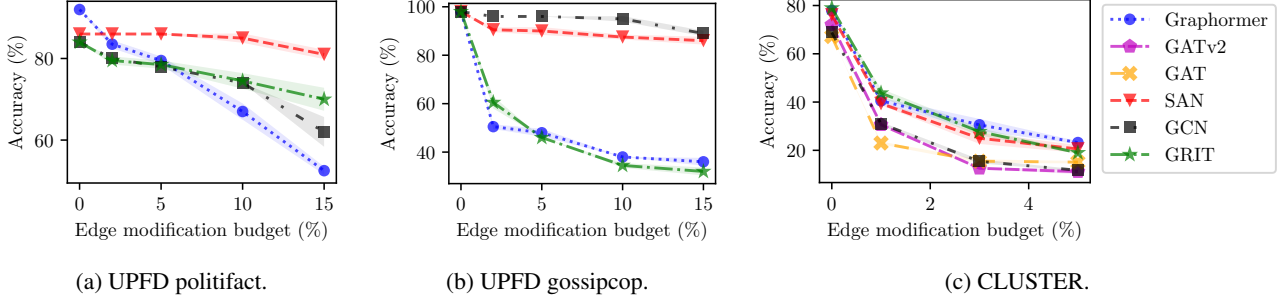 80
60
Accuracy (%)
0
5
10
15
Edge modification budget (%)
(a) UPFD politifact.
100
80
60
40
Accuracy (%)
0
5
10
15
Edge modification budget (%)
(b) UPFD gossipcop.
80
60
40
20
Accuracy (%)
0
2
4
Edge modification budget (%)
(c) CLUSTER.
Graphormer
GATv2
GAT
SAN
GCN
GRIT